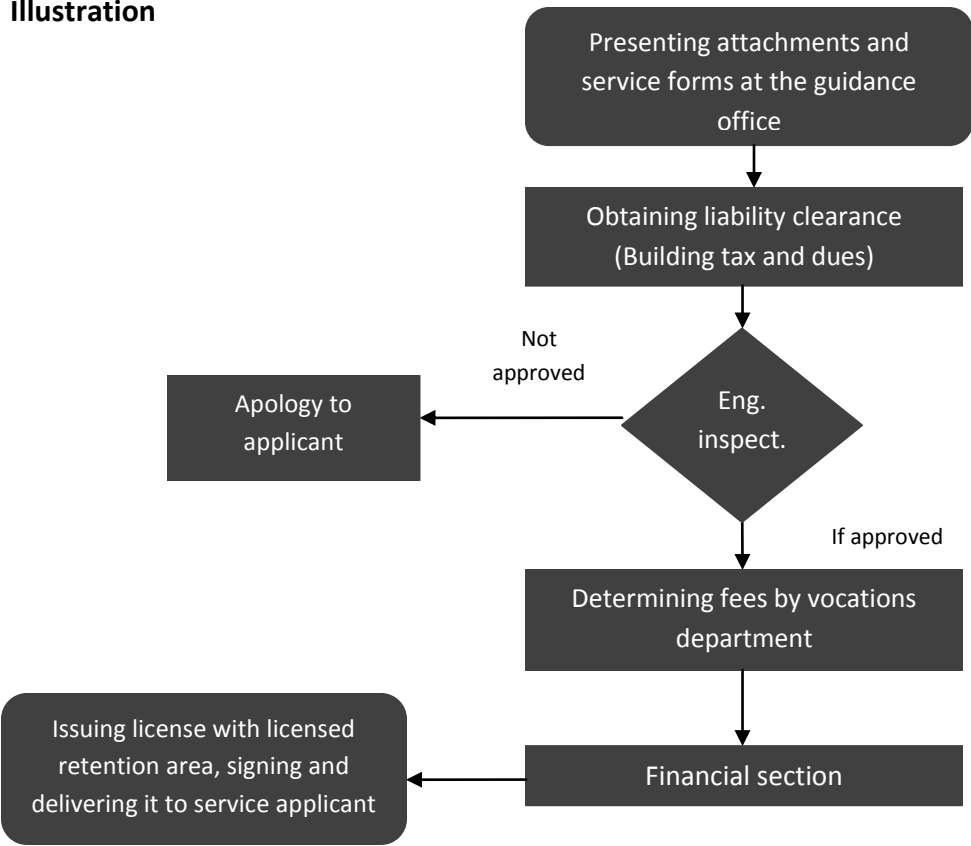 Illustration
Presenting attachments and
service forms at the guidance
office
Obtaining liability clearance
(Building tax and dues)
Not
approved
Apology to
applicant
Eng.
inspect.
If approved
Determining fees by vocations
department
Issuing license with licensed
retention area, signing and
delivering it to service applicant
Financial section